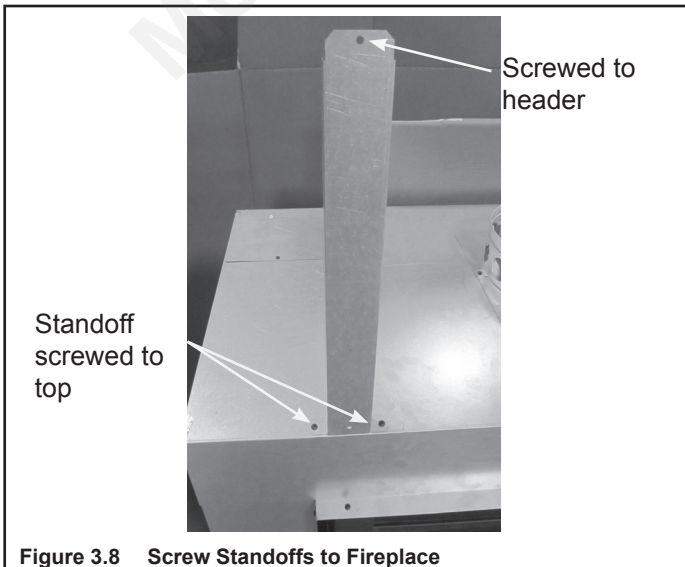 Screwed to
header
Standoff
screwed to
top
Figure 3.8 Screw Standoffs to Fireplace